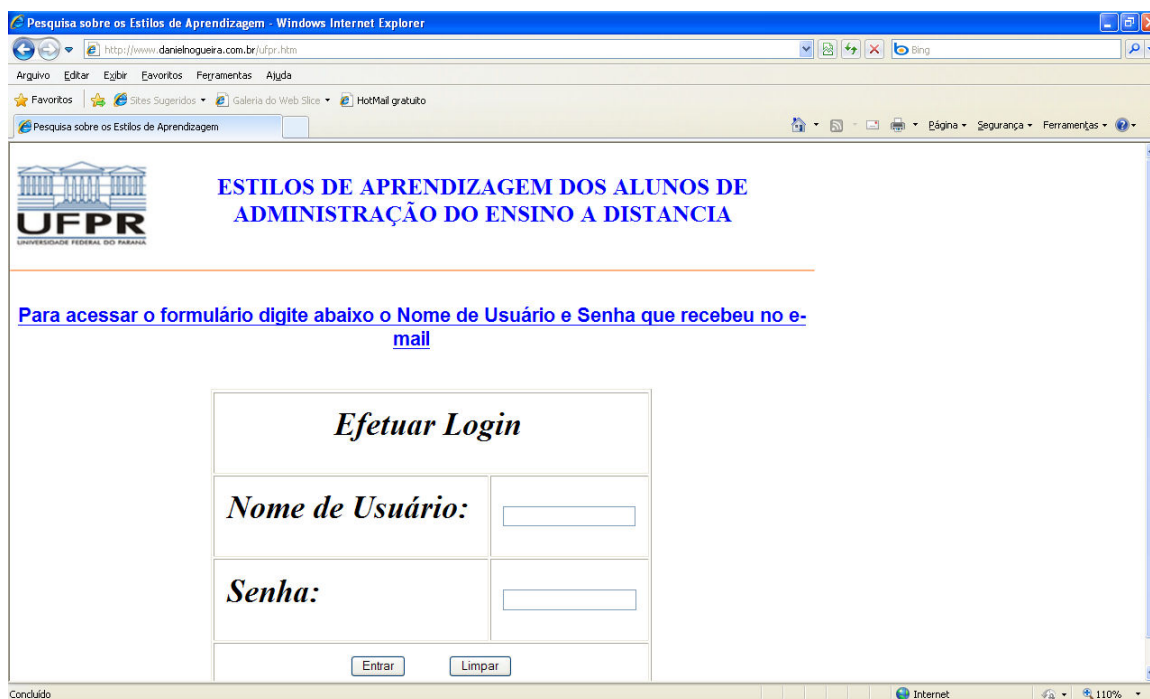 Pesquisa sobre os Estilos de Aprendizagem - Windows Internet Explorer
http://www.danielnogueira.com.br/ufpr.htm
Bing
Arquivo Editar Exibir Favoritos Ferramentas Ajuda
Favoritos Sites Sugeridos Galeria do Web Slice HotMail gratuito
Pesquisa sobre os Estilos de Aprendizagem Página Segurança Ferramentas
UFPR
UNIVERSIDADE FEDERAL DO PARANÁ
ESTILOS DE APRENDIZAGEM DOS ALUNOS DE
ADMINISTRAÇÃO DO ENSINO A DISTANCIA
Para acessar o formulário digite abaixo o Nome de Usuário e Senha que recebeu no e-
mail
Efetuar Login
Nome de Usuário:
Senha:
Entrar Limpar
Concluído Internet 110%